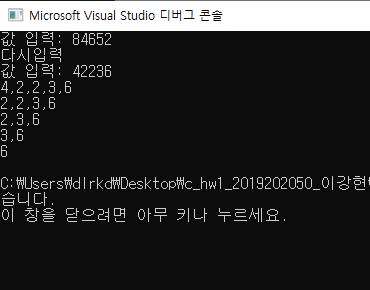 Microsoft Visual Studio 디버그 콘솔
값 입력: 84652
다시입력
값 입력: 42236
4,2,2,3,6
2,2,3,6
2,3,6
3,6
6
C:₩Users₩dlrkd₩Desktop₩c_hw1_2019202050_이강현
습니다.
이 창을 닫으려면 아무 키나 누르세요.